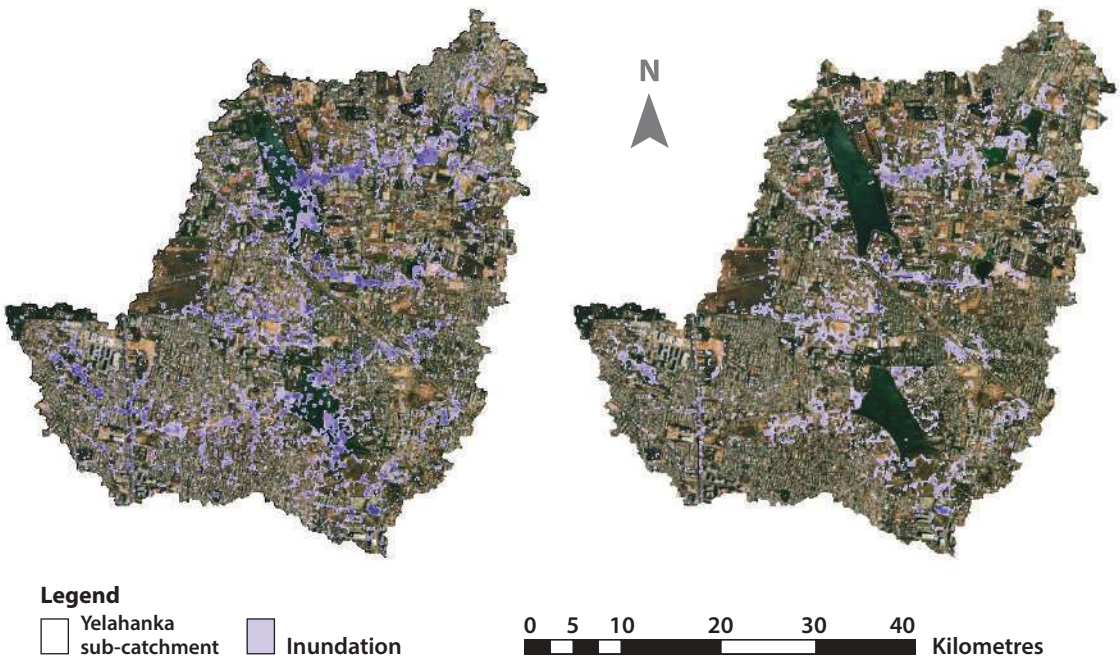 N
Legend
Yelahanka
sub-catchment
Inundation
0 5 10 20 30 40 Kilometres